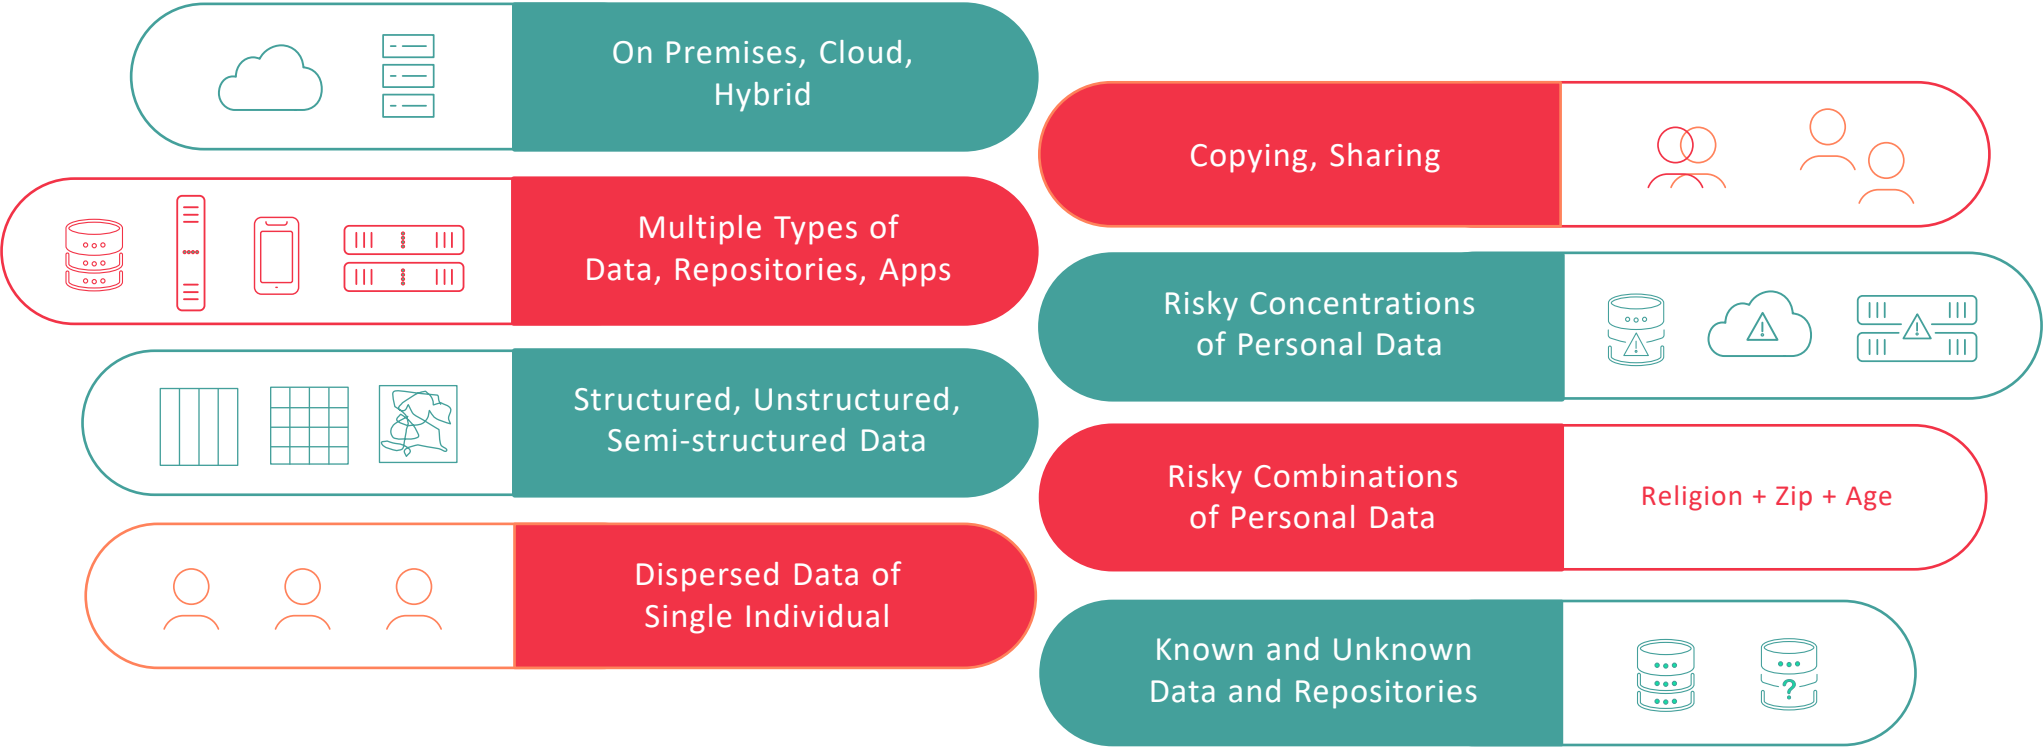 On Premises, Cloud,
Hybrid
Multiple Types of
Data, Repositories, Apps
Structured, Unstructured,
Semi-structured Data
Dispersed Data of
Single Individual
Copying, Sharing
Risky Concentrations
of Personal Data
Risky Combinations
of Personal Data
Religion + Zip + Age
Known and Unknown
Data and Repositories
?